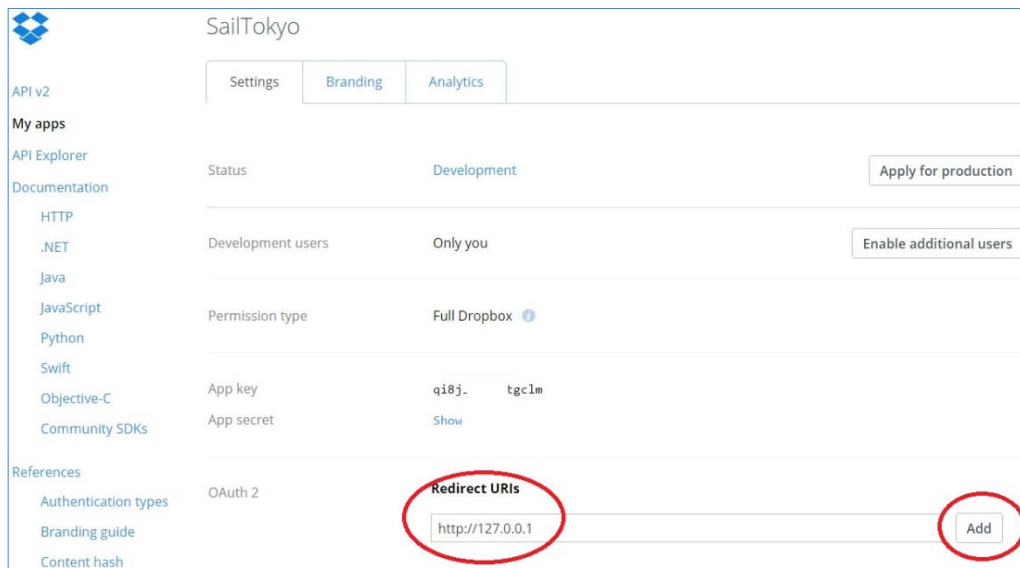 SailTokyo
Settings
Branding
Analytics
API v2
My apps
API Explorer
Documentation
HTTP
.NET
Java
JavaScript
Python
Swift
Objective-C
Community SDKs
References
Authentication types
Branding guide
Content hash
Status
Development
Apply for production
Development users
Only you
Enable additional users
Permission type
Full Dropbox
App key
qi8j. tgclm
App secret
Show
OAuth 2
Redirect URIs
http://127.0.0.1
Add